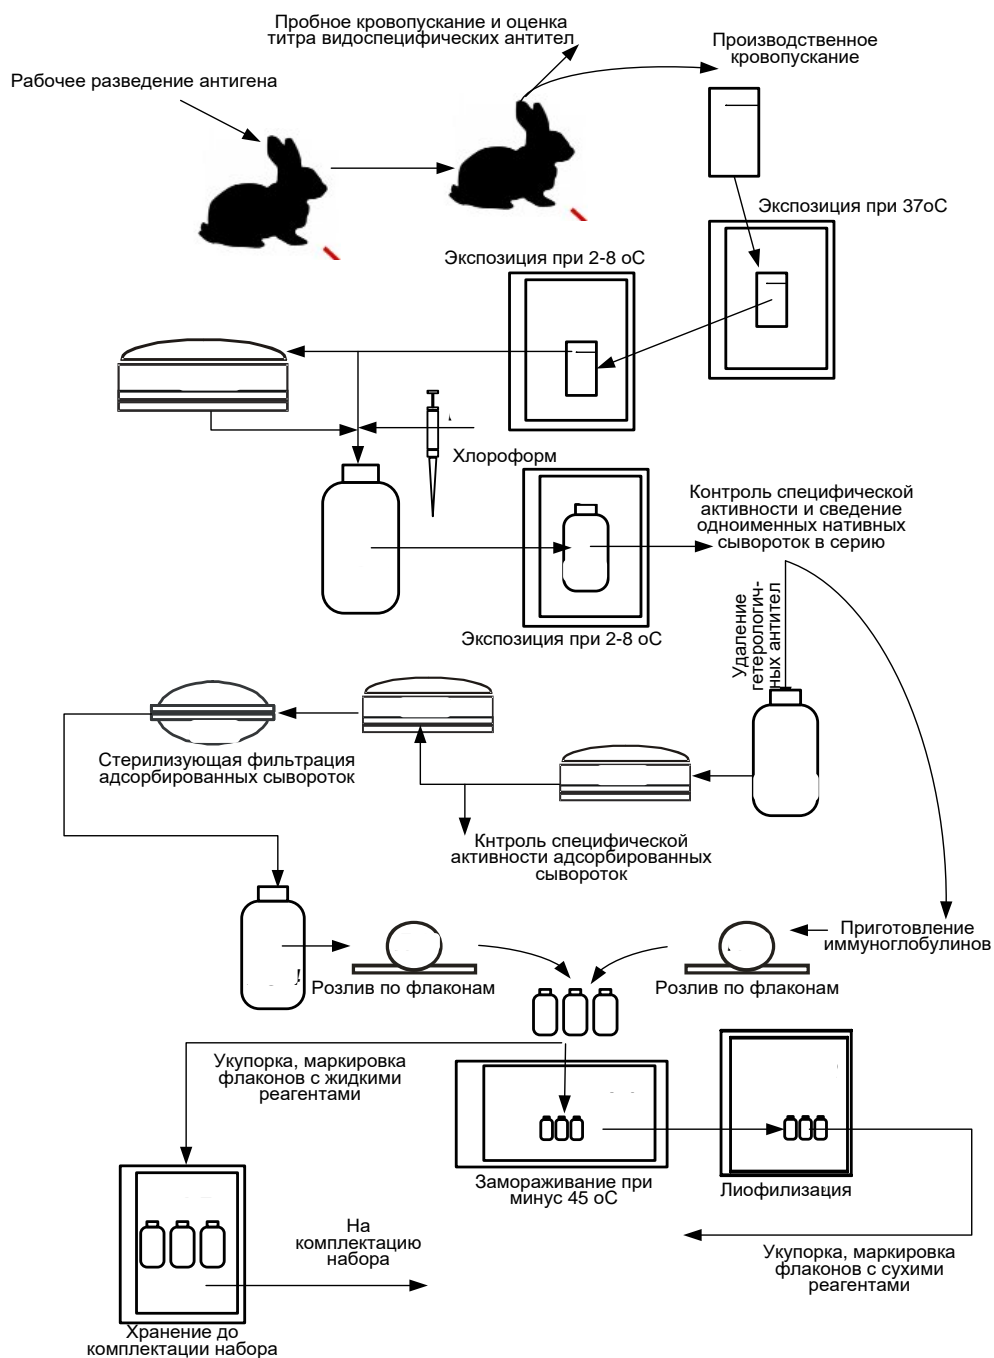 Пробное кровопускание и оценка
титра видоспецифических антител
Производственное
кровопускание
Рабочее разведение антигена
Экспозиция при 37оС
Экспозиция при 2-8 оС
Хлороформ
Контроль специфической
активности и сведение
одноименных нативных
сывороток в серию
Экспозиция при 2-8 оС
Удаление
гетерологич-
ных антител
Стерилизующая фильтрация
адсорбированных сывороток
Кнтроль специфической
активности адсорбированных
сывороток
Приготовление
иммуноглобулинов
Розлив по флаконам
Розлив по флаконам
Укупорка, маркировка
флаконов с жидкими
реагентами
Замораживание при
минус 45 оС
Лиофилизация
На
комплектацию
набора
Укупорка, маркировка
флаконов с сухими
реагентами
Хранение до
комплектации набора